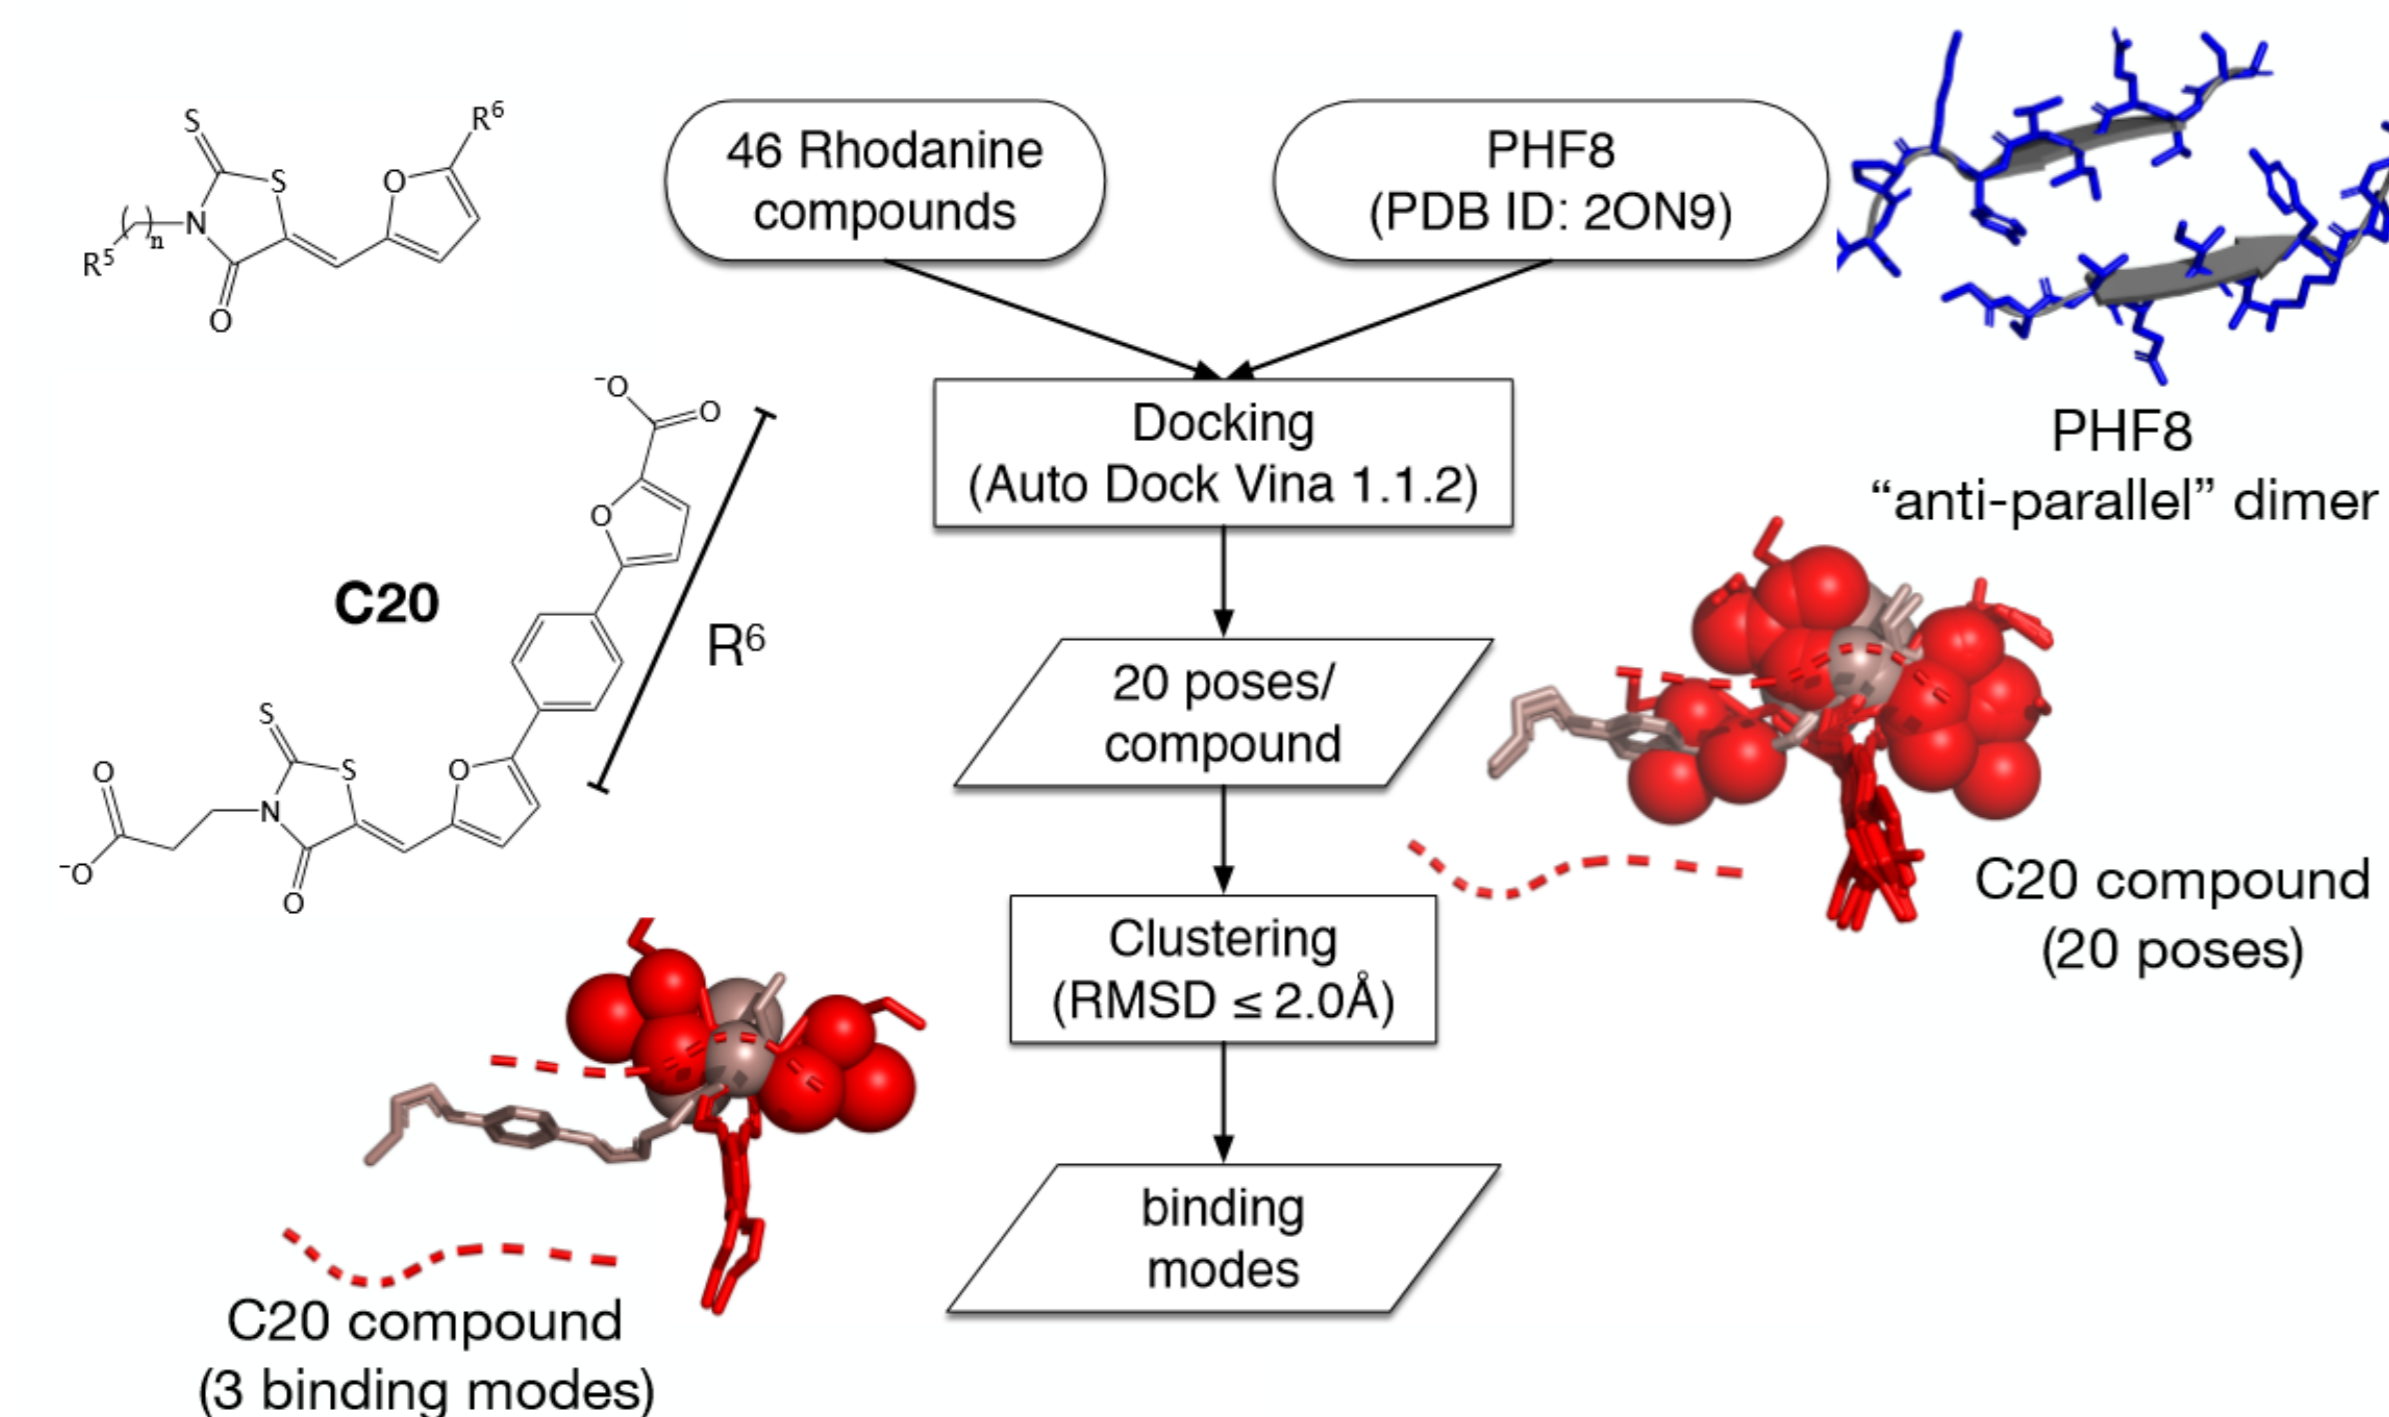 S
R⁶
S
O
( )n
N
R⁵
O
46 Rhodanine
compounds
PHF8
(PDB ID: 2ON9)
Docking
(Auto Dock Vina 1.1.2)
PHF8
“anti-parallel” dimer
⁻O
O
O
C20
R⁶
S
S
O
O
N
⁻O
O
20 poses/
compound
C20 compound
(20 poses)
Clustering
(RMSD ≤ 2.0Å)
binding
modes
C20 compound
(3 binding modes)